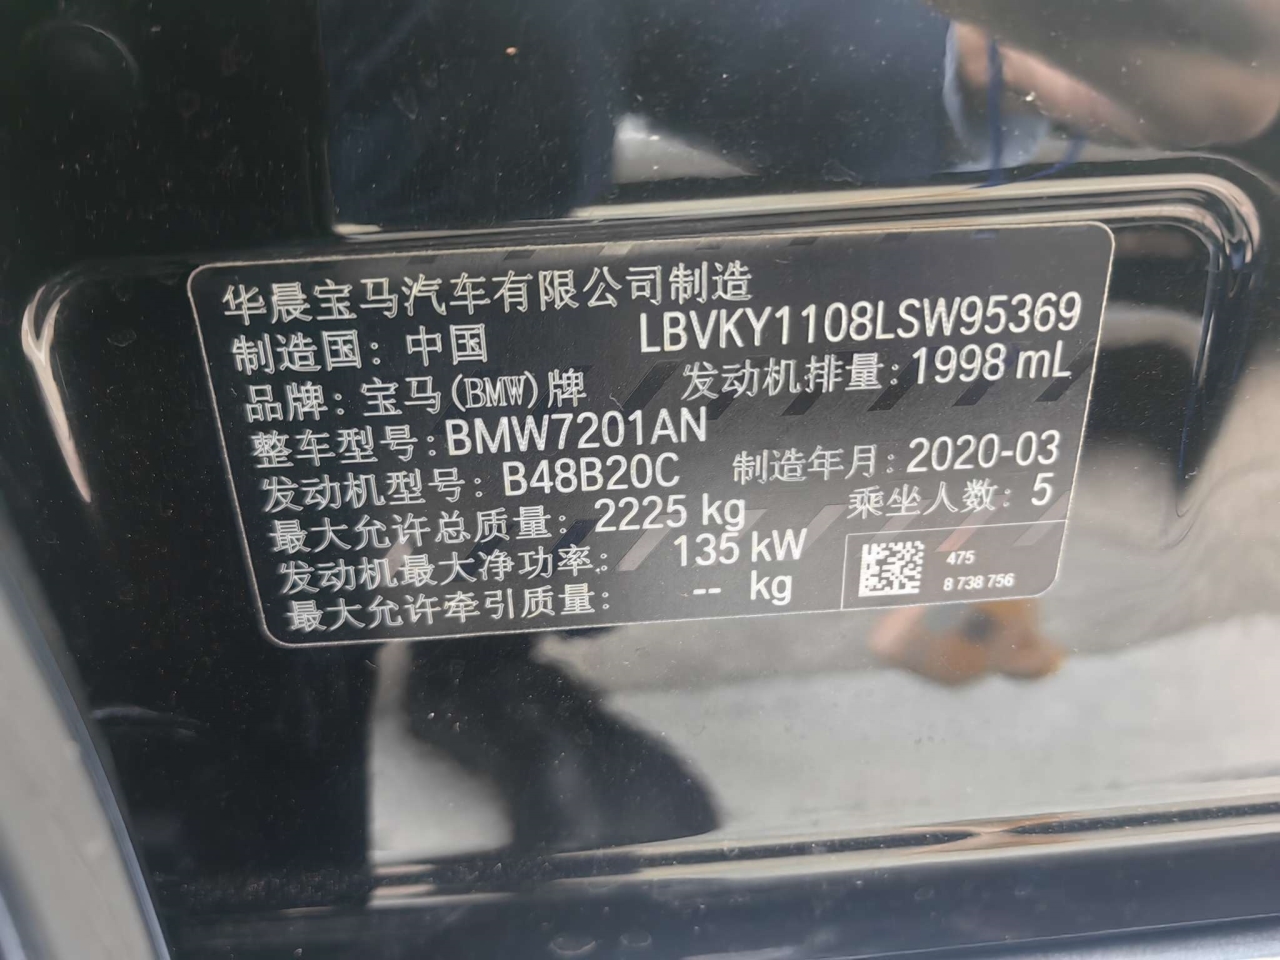 华晨宝马汽车有限公司制造
制造国：中国 LBVKY1108LSW95369
品牌：宝马(BMW)牌 发动机排量：1998 mL
整车型号：BMW7201AN
发动机型号：B48B20C 制造年月：2020-03
最大允许总质量：2225 kg 乘坐人数：5
发动机最大净功率：135 kW
最大允许牵引质量：-- kg
475
8 738 756